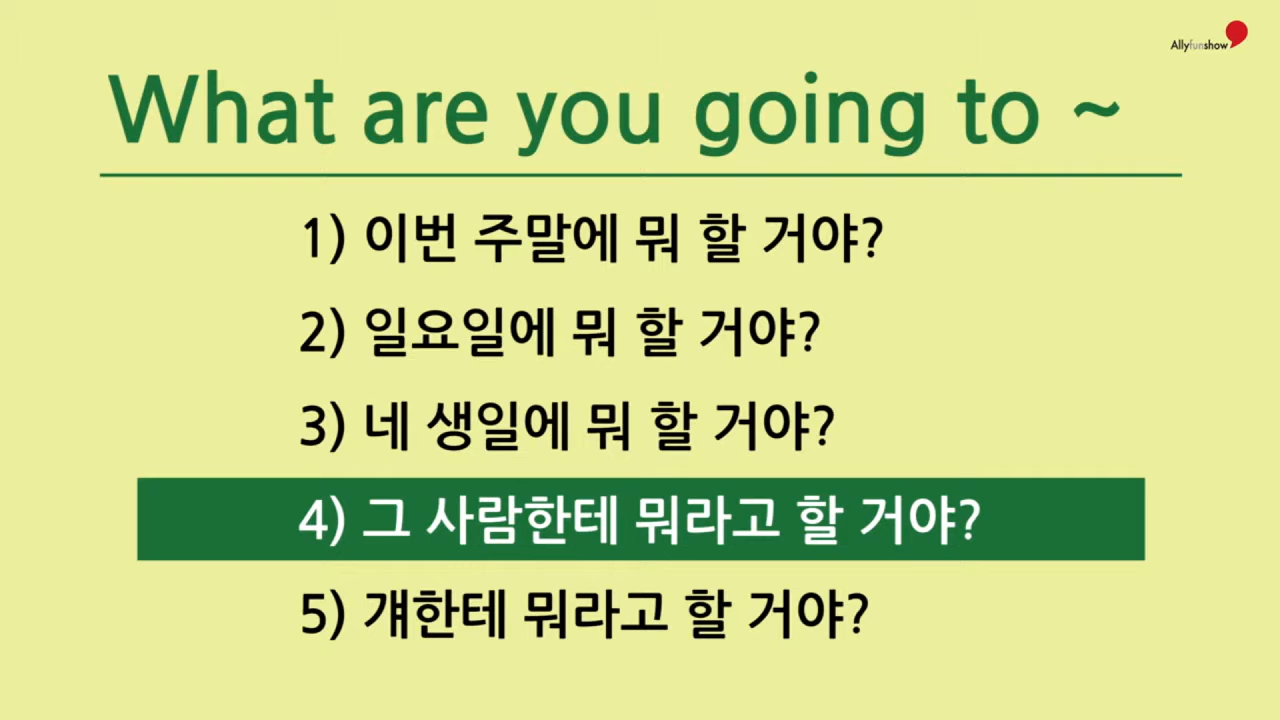 Allyfunshow
What are you going to ~
1) 이번 주말에 뭐 할 거야?
2) 일요일에 뭐 할 거야?
3) 네 생일에 뭐 할 거야?
4) 그 사람한테 뭐라고 할 거야?
5) 걔한테 뭐라고 할 거야?